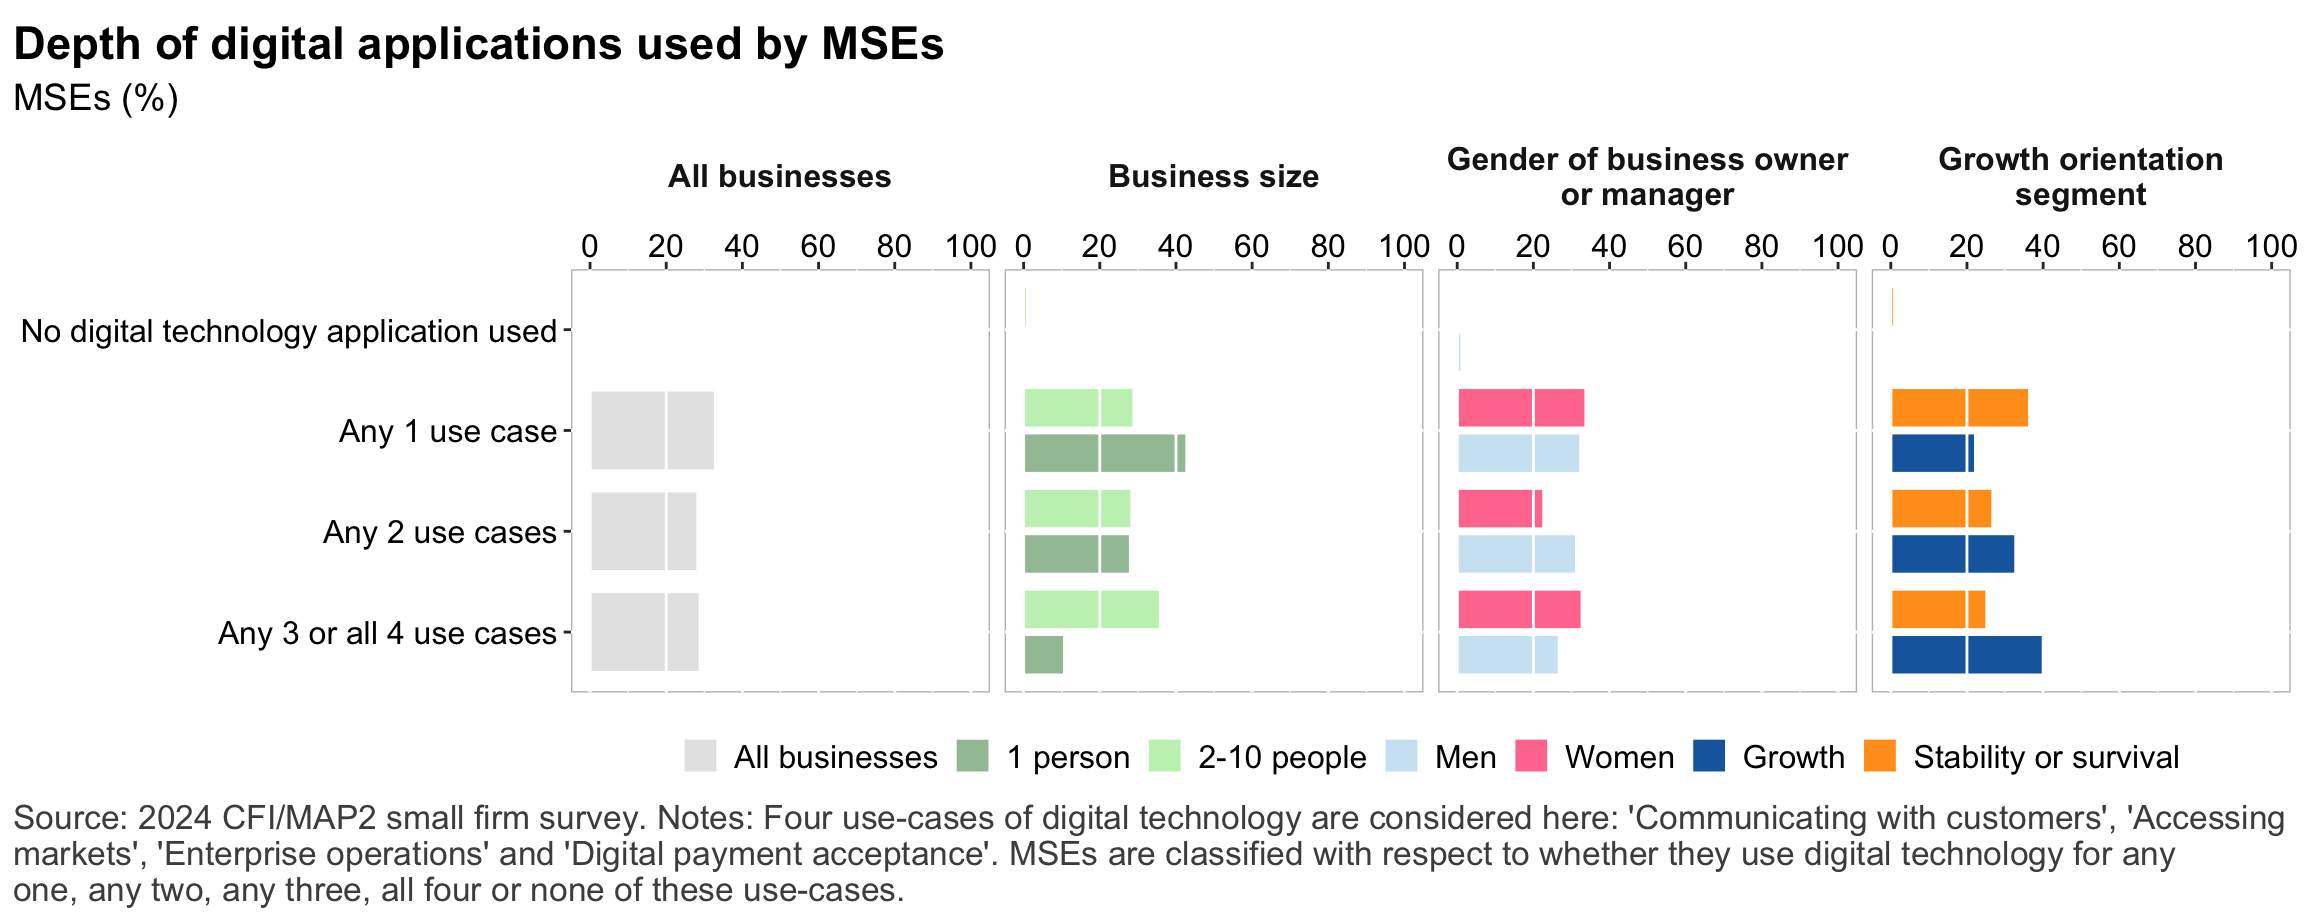 Depth of digital applications used by MSEs
MSEs (%)
All businesses
Business size
Gender of business owner
or manager
Growth orientation
segment
0 20 40 60 80 100
0 20 40 60 80 100
0 20 40 60 80 100
0 20 40 60 80 100
No digital technology application used
Any 1 use case
Any 2 use cases
Any 3 or all 4 use cases
All businesses 1 person 2-10 people Men Women Growth Stability or survival
Source: 2024 CFI/MAP2 small firm survey. Notes: Four use-cases of digital technology are considered here: 'Communicating with customers', 'Accessing
markets', 'Enterprise operations' and 'Digital payment acceptance'. MSEs are classified with respect to whether they use digital technology for any
one, any two, any three, all four or none of these use-cases.